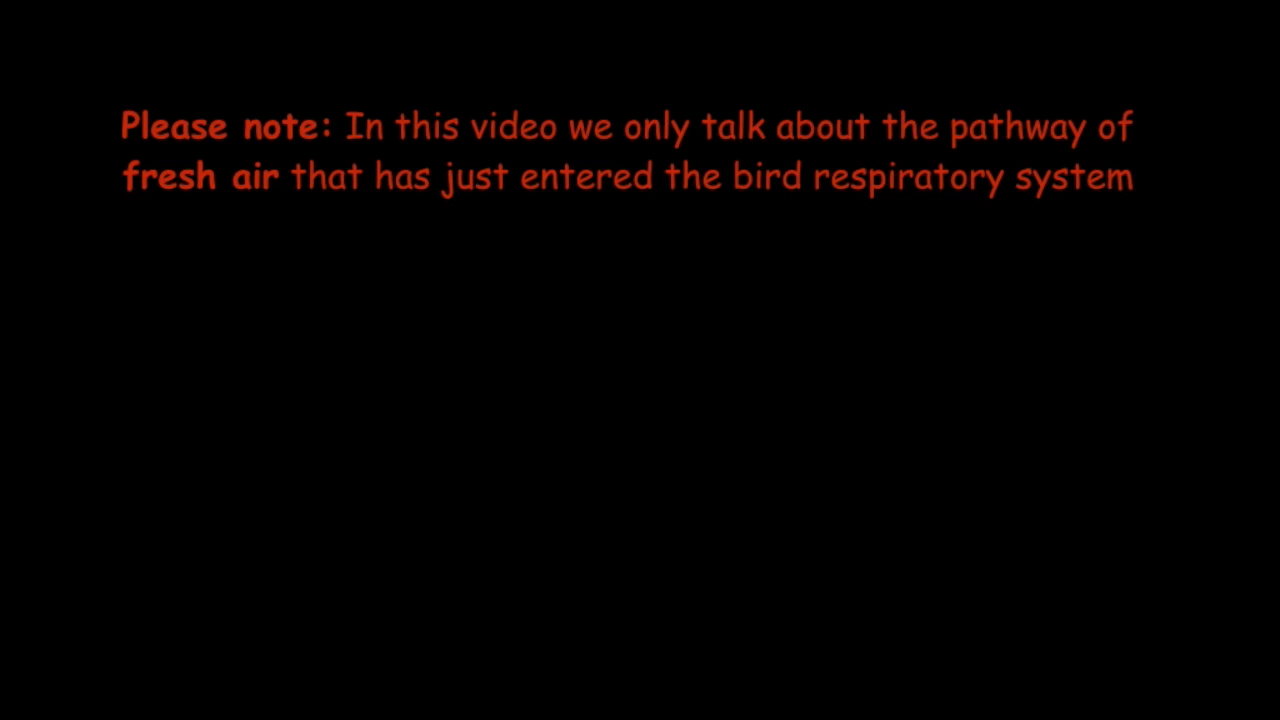 Please note: In this video we only talk about the pathway of
fresh air that has just entered the bird respiratory system